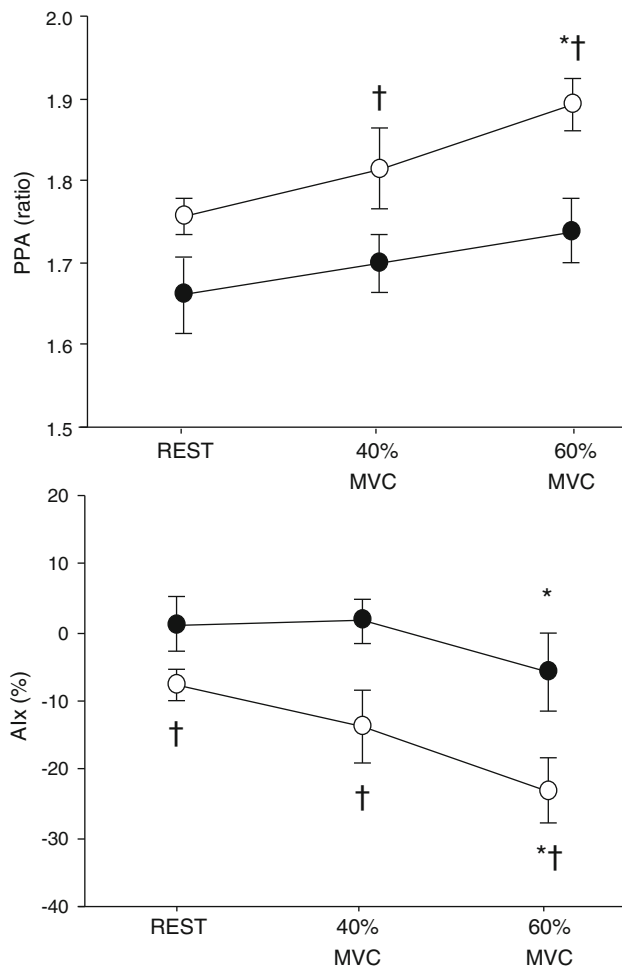 2.0
*†
†
1.9
1.8
PPA (ratio)
1.7
1.6
1.5
REST
40%
MVC
60%
MVC
20
10
*
0
AIx (%)
-10
†
-20
†
-30
*†
-40
REST
40%
MVC
60%
MVC